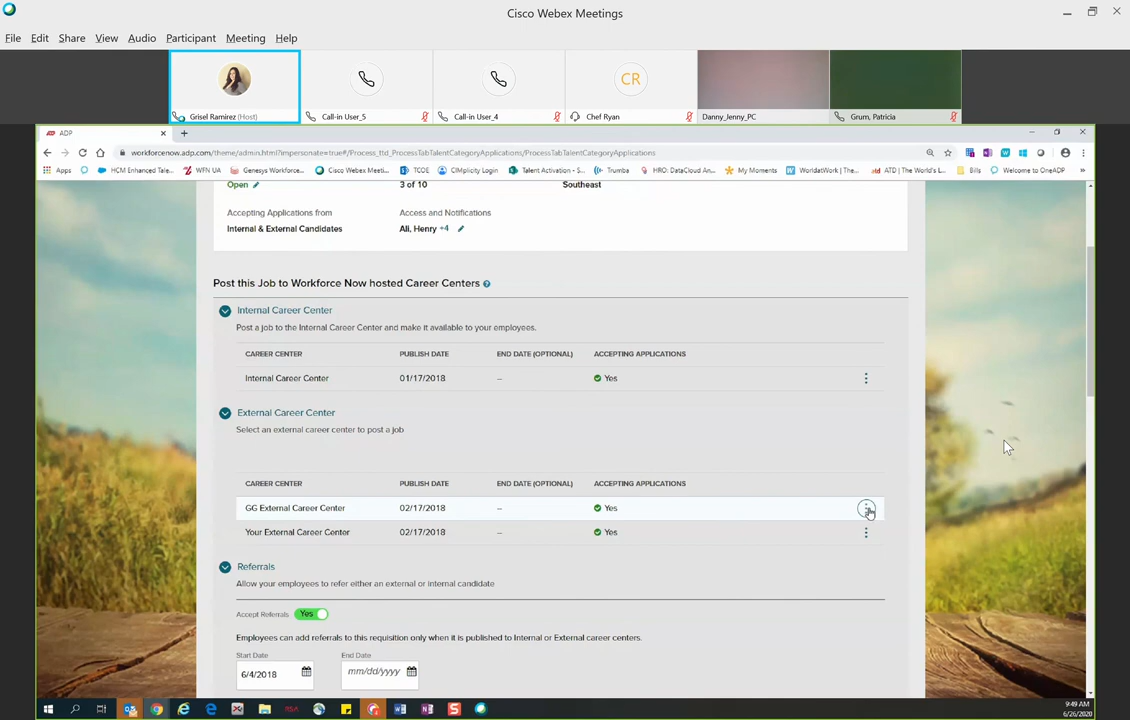 Cisco Webex Meetings
File Edit Share View Audio Participant Meeting Help
CR
Grisel Ramirez (Host) Call-in User_5 Call-in User_4 Chef Ryan Danny_Jenny_PC Grum, Patricia
ADP
workforcenow.adp.com/theme/admin.html?impersonate=true#/Process_ttd_ProcessTabTalentCategoryApplications/ProcessTabTalentCategoryApplications
Apps HCM Enhanced Tale... WFN UA Genesys Workforce... Cisco Webex Meeti... TCOE CIMplicity Login Talent Activation - S... Trumba HRO: DataCloud An... My Moments WorldatWork | The... ATD | The World's L... Bills Welcome to OneADP »
Open 3 of 10 Southeast
Accepting Applications from Access and Notifications
Internal & External Candidates Ali, Henry +4
Post this Job to Workforce Now hosted Career Centers
Internal Career Center
Post a job to the Internal Career Center and make it available to your employees.
CAREER CENTER PUBLISH DATE END DATE (OPTIONAL) ACCEPTING APPLICATIONS
Internal Career Center 01/17/2018 -- Yes
External Career Center
Select an external career center to post a job
CAREER CENTER PUBLISH DATE END DATE (OPTIONAL) ACCEPTING APPLICATIONS
GG External Career Center 02/17/2018 -- Yes
Your External Career Center 02/17/2018 -- Yes
Referrals
Allow your employees to refer either an external or internal candidate
Accept Referrals Yes
Employees can add referrals to this requisition only when it is published to Internal or External career centers.
Start Date End Date
6/4/2018 mm/dd/yyyy
9:49 AM
6/26/2020